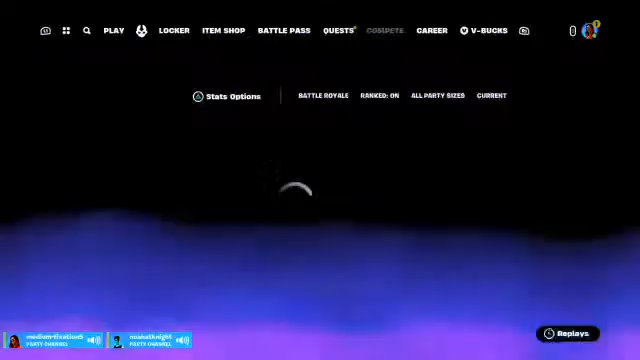 PLAY LOCKER ITEM SHOP BATTLE PASS QUESTS COMPETE CAREER V-BUCKS
Stats Options BATTLE ROYALE RANKED: ON ALL PARTY SIZES CURRENT
Replays
PARTY CHANNEL PARTY CHANNEL